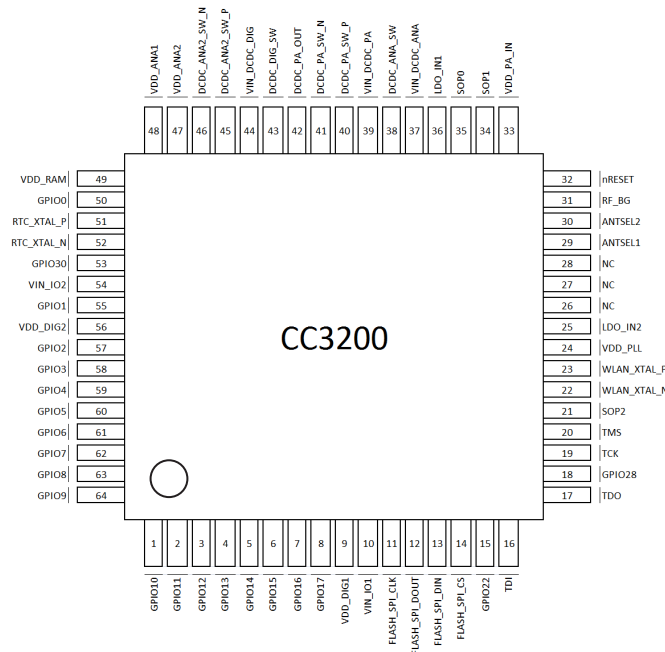 VDD_ANA1
VDD_ANA2
DCDC_ANA2_SW_N
DCDC_ANA2_SW_P
VIN_DCDC_DIG
DCDC_DIG_SW
DCDC_PA_OUT
DCDC_PA_SW_N
DCDC_PA_SW_P
VIN_DCDC_PA
DCDC_ANA_SW
VIN_DCDC_ANA
LDO_IN1
SOP0
SOP1
VDD_PA_IN
48 47 46 45 44 43 42 41 40 39 38 37 36 35 34 33
VDD_RAM 49
GPIO0 50
RTC_XTAL_P 51
RTC_XTAL_N 52
GPIO30 53
VIN_IO2 54
GPIO1 55
VDD_DIG2 56
GPIO2 57
GPIO3 58
GPIO4 59
GPIO5 60
GPIO6 61
GPIO7 62
GPIO8 63
GPIO9 64
CC3200
32 nRESET
31 RF_BG
30 ANTSEL2
29 ANTSEL1
28 NC
27 NC
26 NC
25 LDO_IN2
24 VDD_PLL
23 WLAN_XTAL_P
22 WLAN_XTAL_N
21 SOP2
20 TMS
19 TCK
18 GPIO28
17 TDO
1 2 3 4 5 6 7 8 9 10 11 12 13 14 15 16
GPIO10
GPIO11
GPIO12
GPIO13
GPIO14
GPIO15
GPIO16
GPIO17
VDD_DIG1
VIN_IO1
FLASH_SPI_CLK
FLASH_SPI_DOUT
FLASH_SPI_DIN
FLASH_SPI_CS
GPIO22
TDI